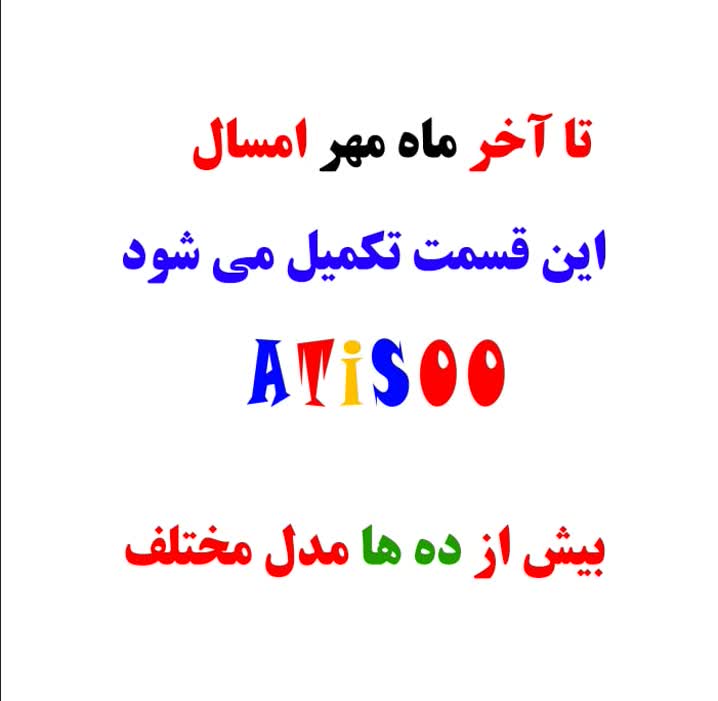 تا آخر ماه مهر امسال
این قسمت تکمیل می شود
ATiSOO
بیش از ده ها مدل مختلف